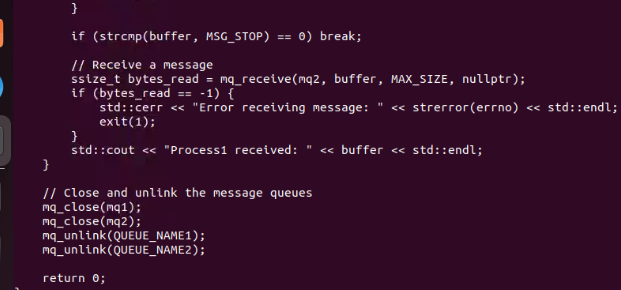 }
if (strcmp(buffer, MSG_STOP) == 0) break;
// Receive a message
ssize_t bytes_read = mq_receive(mq2, buffer, MAX_SIZE, nullptr);
if (bytes_read == -1) {
std::cerr << "Error receiving message: " << strerror(errno) << std::endl;
exit(1);
}
std::cout << "Process1 received: " << buffer << std::endl;
}
// Close and unlink the message queues
mq_close(mq1);
mq_close(mq2);
mq_unlink(QUEUE_NAME1);
mq_unlink(QUEUE_NAME2);
return 0;
}